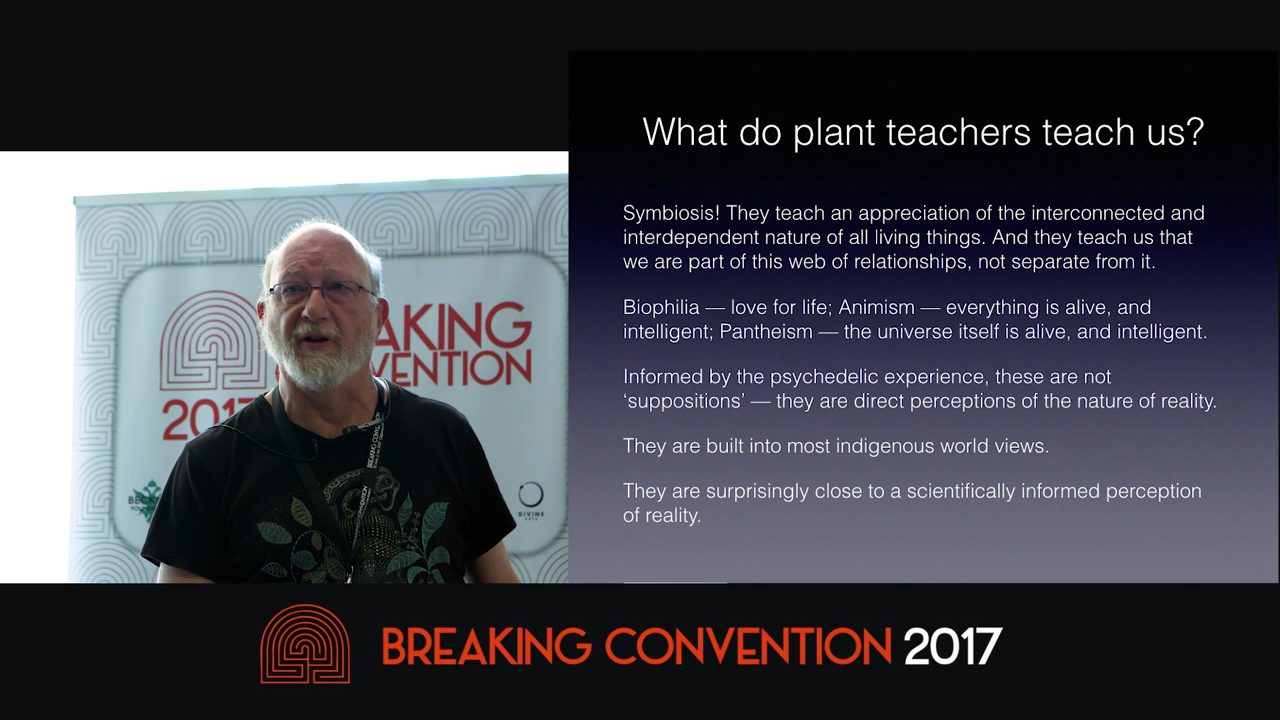 What do plant teachers teach us?
Symbiosis! They teach an appreciation of the interconnected and
interdependent nature of all living things. And they teach us that
we are part of this web of relationships, not separate from it.
Biophilia — love for life; Animism — everything is alive, and
intelligent; Pantheism — the universe itself is alive, and intelligent.
Informed by the psychedelic experience, these are not
‘suppositions’ — they are direct perceptions of the nature of reality.
They are built into most indigenous world views.
They are surprisingly close to a scientifically informed perception
of reality.
AKING
VENTION
2017
DIVINE
ARTS
BREAKING CONVENTION 2017